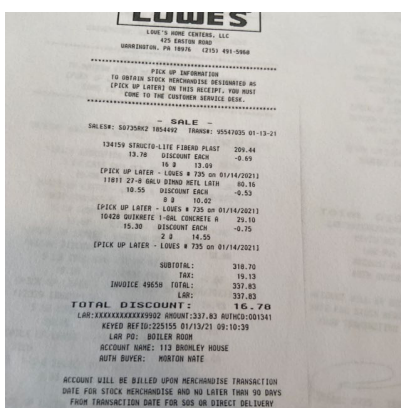 LOWE'S
LOWE'S HOME CENTERS, LLC
425 EASTON ROAD
WARRINGTON, PA 18976 (215) 491-5960
PICK UP INFORMATION
TO OBTAIN STOCK MERCHANDISE DESIGNATED AS
[PICK UP LATER] ON THIS RECEIPT, YOU MUST
COME TO THE CUSTOMER SERVICE DESK.
- SALE -
SALES#: S0735RK2 1854492 TRANS#: 95547035 01-13-21
134159 STRUCTO-LITE FIBERD PLAST 209.44
13.78 DISCOUNT EACH -0.69
16 @ 13.09
[PICK UP LATER - LOWES # 735 on 01/14/2021]
11811 27-8 GALV DIMND METL LATH 80.16
10.55 DISCOUNT EACH -0.53
8 @ 10.02
[PICK UP LATER - LOWES # 735 on 01/14/2021]
10428 QUIKRETE 1-GAL CONCRETE A 29.10
15.30 DISCOUNT EACH -0.75
2 @ 14.55
[PICK UP LATER - LOWES # 735 on 01/14/2021]
SUBTOTAL: 318.70
TAX: 19.13
INVOICE 49658 TOTAL: 337.83
LAR: 337.83
TOTAL DISCOUNT: 16.78
LAR:XXXXXXXXXXXX9902 AMOUNT:337.83 AUTHCD:001341
KEYED REFID:225155 01/13/21 09:10:39
LAR PO: BOILER ROOM
ACCOUNT NAME: 113 BROMLEY HOUSE
AUTH BUYER: MORTON NATE
ACCOUNT WILL BE BILLED UPON MERCHANDISE TRANSACTION
DATE FOR STOCK MERCHANDISE AND NO LATER THAN 90 DAYS
FROM TRANSACTION DATE FOR SOS OR DIRECT DELIVERY